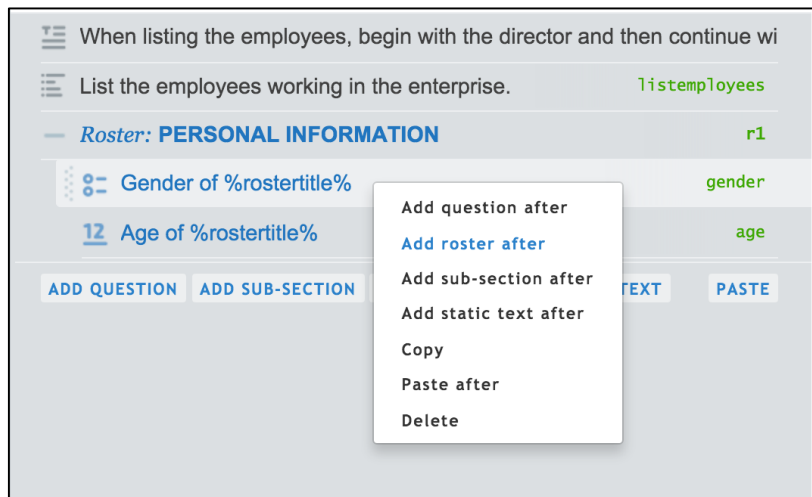 When listing the employees, begin with the director and then continue wi
List the employees working in the enterprise. listemployees
Roster: PERSONAL INFORMATION r1
Gender of %rostertitle% gender
12 Age of %rostertitle% age
ADD QUESTION ADD SUB-SECTION TEXT PASTE
Add question after
Add roster after
Add sub-section after
Add static text after
Copy
Paste after
Delete